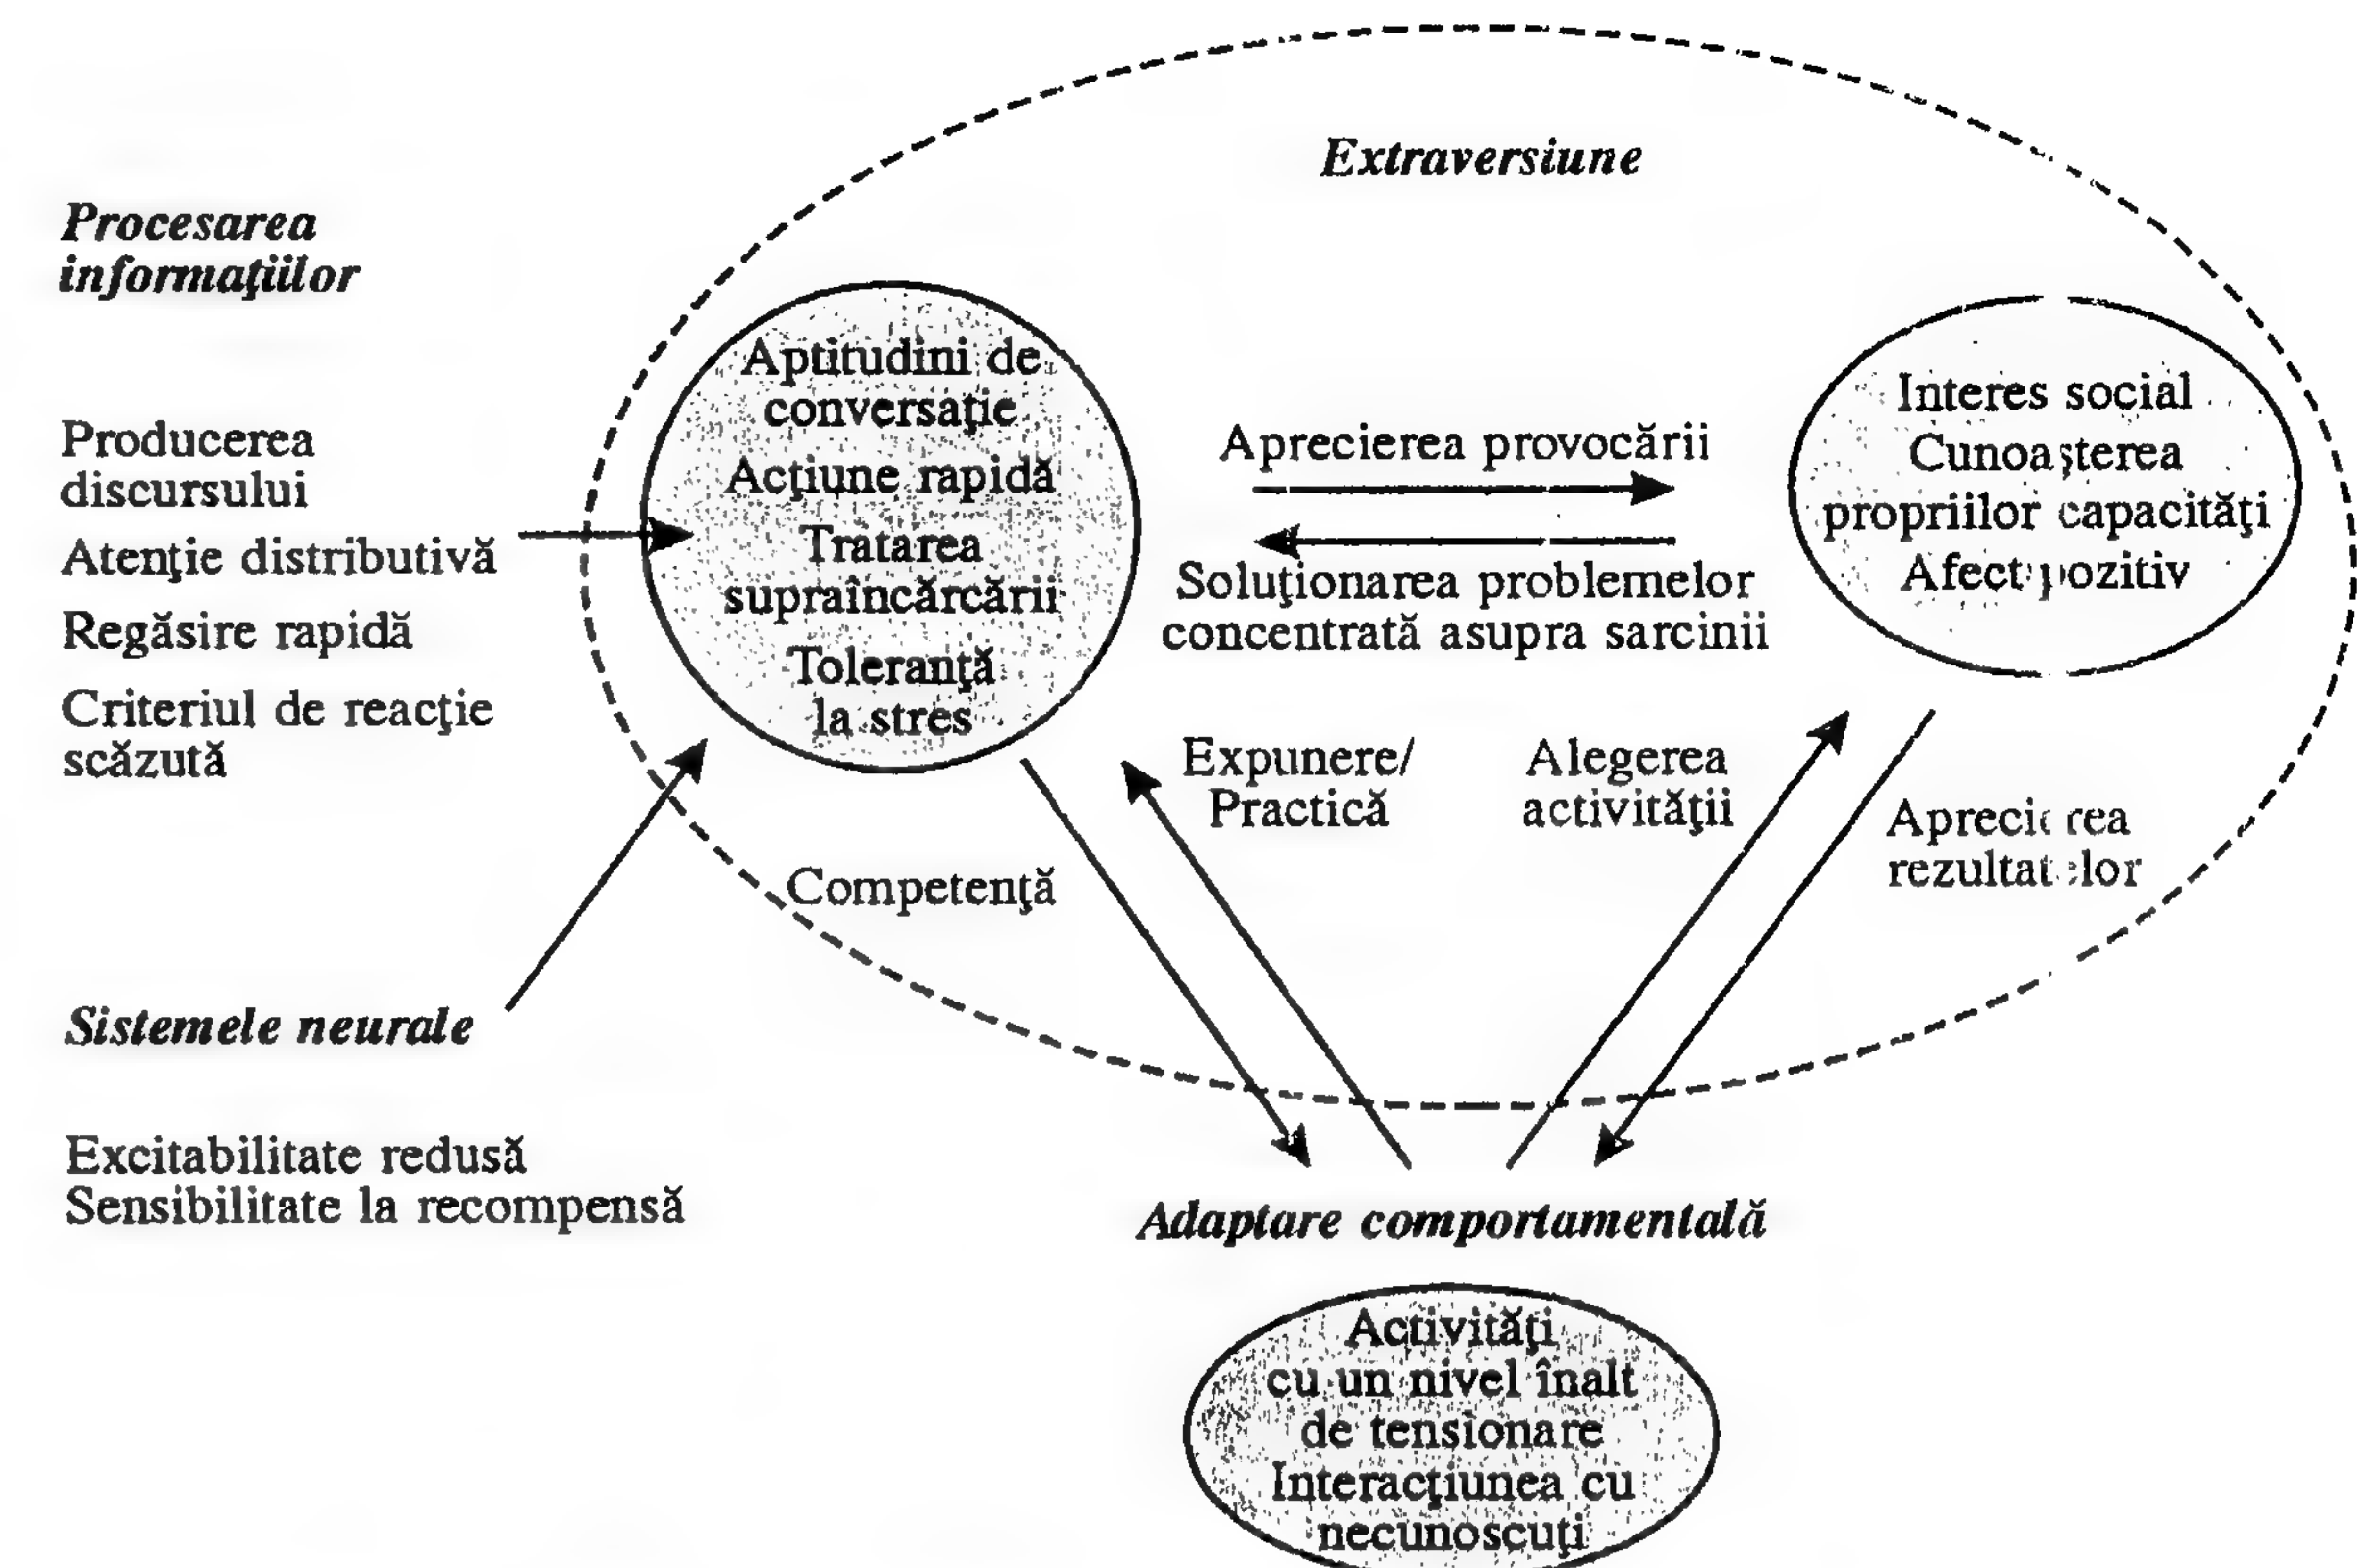 Extraversiune
Procesarea
informaţiilor
Producerea
discursului
Atenţie distributivă
Regăsire rapidă
Criteriul de reacţie
scăzută
Aptitudini de
conversaţie
Acţiune rapidă
Tratarea
supraîncărcării
Toleranţă
la stres
Aprecierea provocării
Soluţionarea problemelor
concentrată asupra sarcinii
Interes social
Cunoaşterea
propriilor capacităţi
Afect pozitiv
Expunere/
Practică
Alegerea
activităţii
Aprecierea
rezultatelor
Competenţă
Sistemele neurale
Excitabilitate redusă
Sensibilitate la recompensă
Adaptare comportamentală
Activităţi
cu un nivel înalt
de tensionare
Interacţiunea cu
necunoscuţi